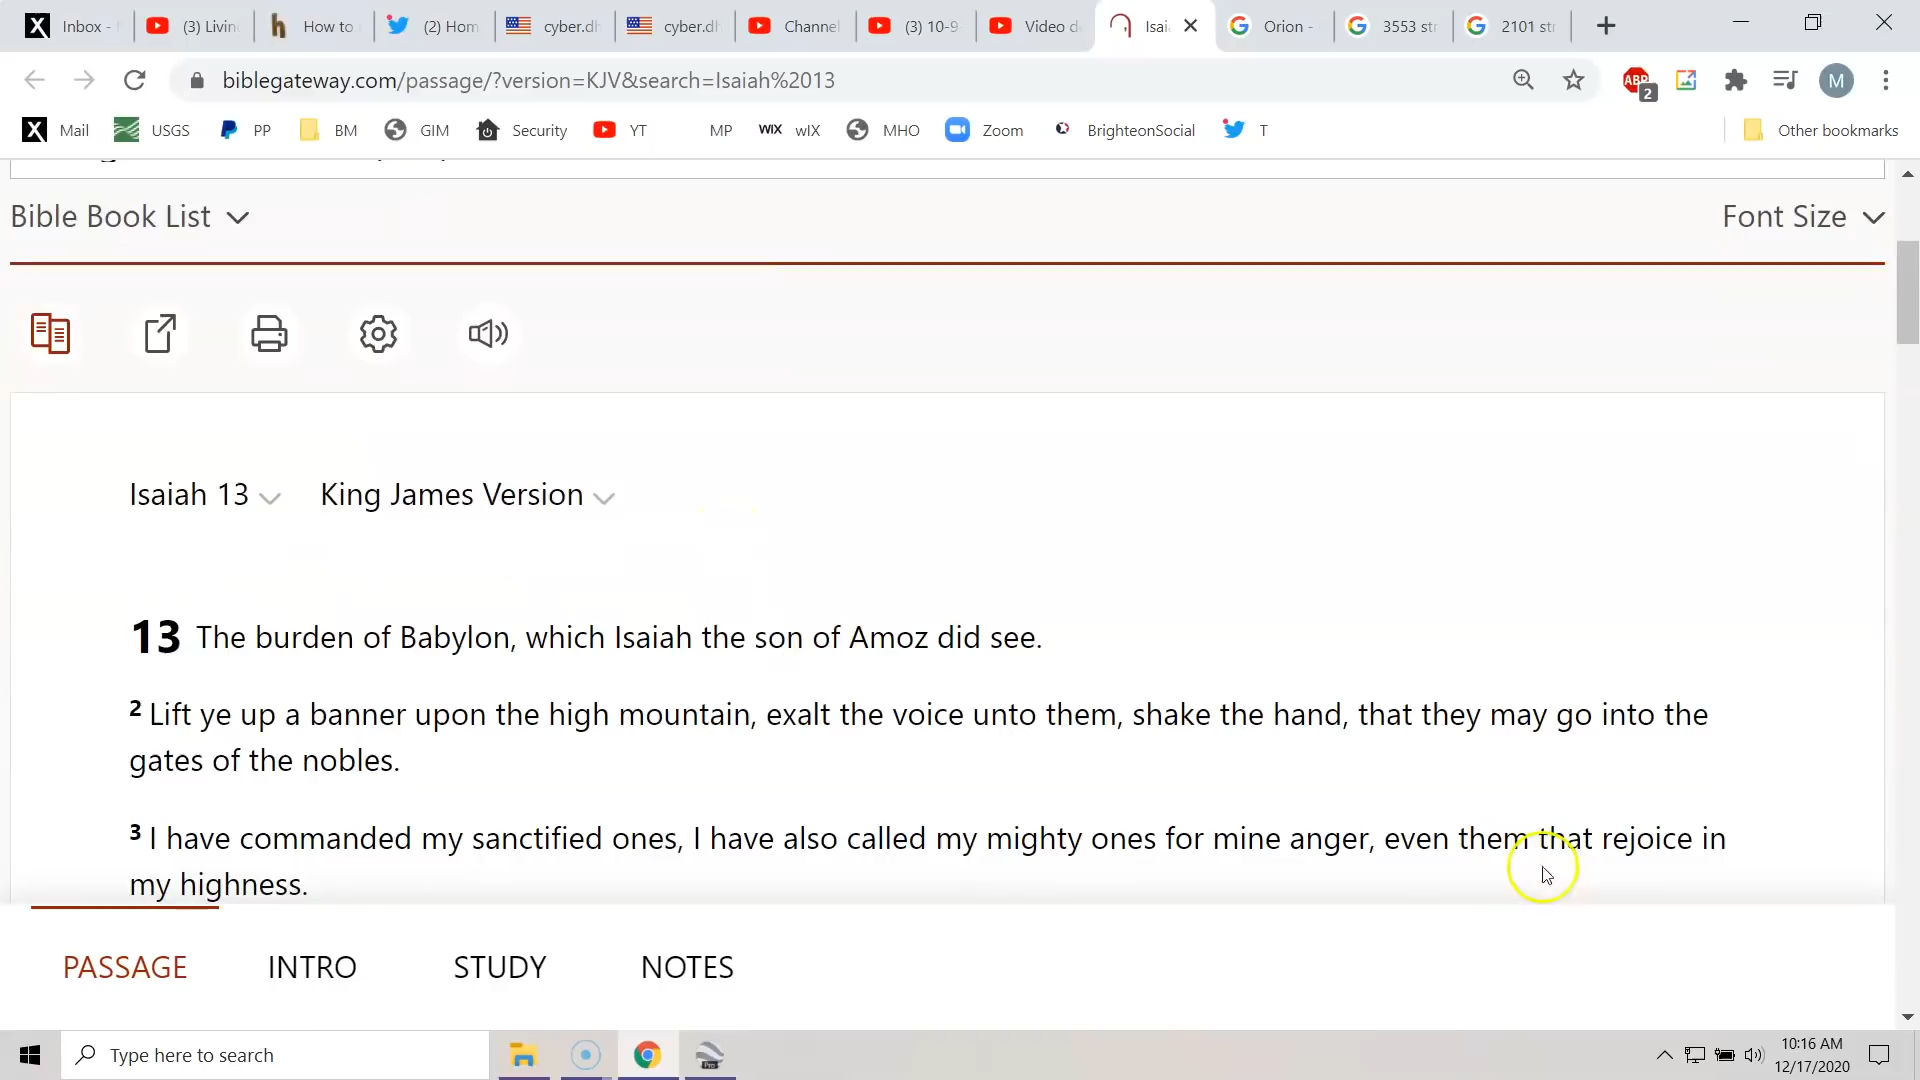 Inbox -
(3) Livin
How to
(2) Hom
cyber.dh
cyber.dh
Channel
(3) 10-9
Video d
Isai
Orion -
3553 str
2101 str
biblegateway.com/passage/?version=KJV&search=Isaiah%2013
ABP
2
M
Mail
USGS
PP
BM
GIM
Security
YT
MP
WIX wIX
MHO
Zoom
BrighteonSocial
T
Other bookmarks
Bible Book List
Font Size
Isaiah 13
King James Version
13 The burden of Babylon, which Isaiah the son of Amoz did see.
2 Lift ye up a banner upon the high mountain, exalt the voice unto them, shake the hand, that they may go into the
gates of the nobles.
3 I have commanded my sanctified ones, I have also called my mighty ones for mine anger, even them that rejoice in
my highness.
PASSAGE
INTRO
STUDY
NOTES
Type here to search
Pro
10:16 AM
12/17/2020